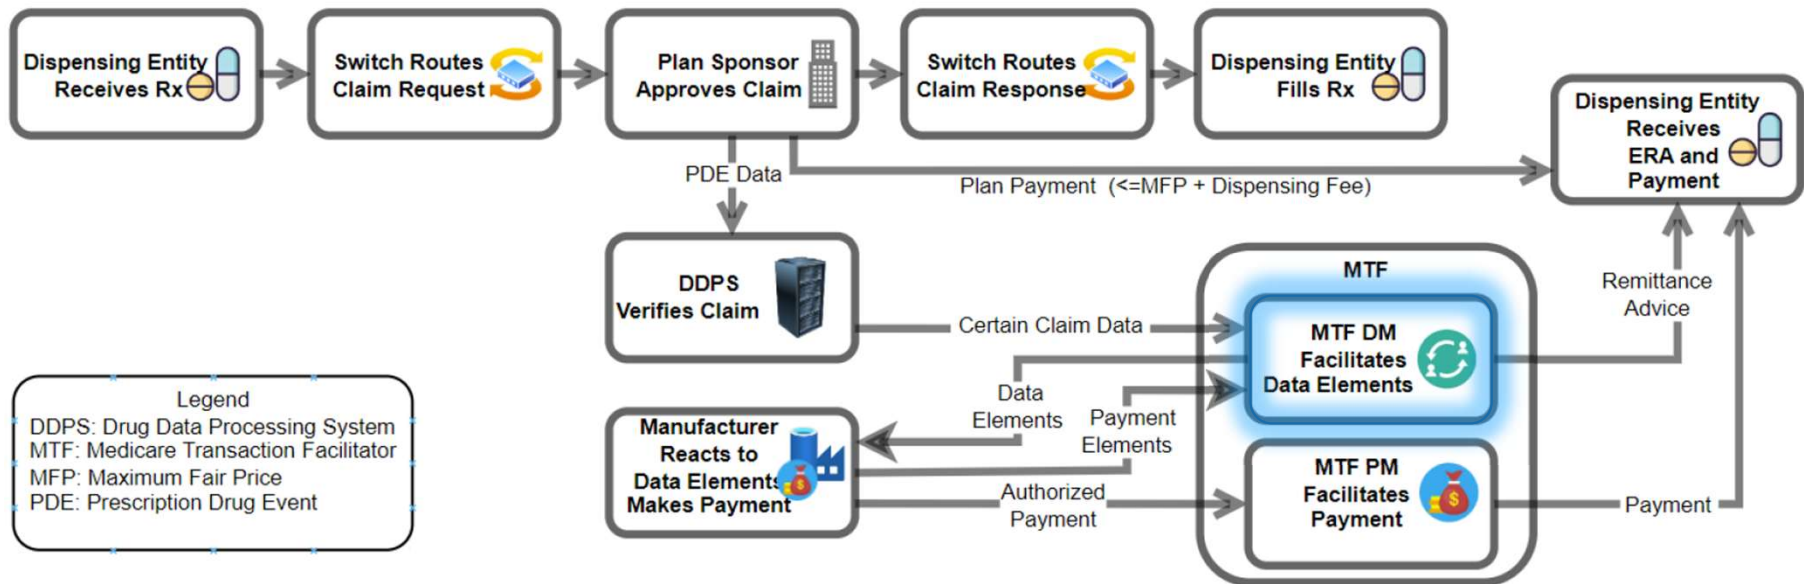 Dispensing Entity
Receives Rx
Switch Routes
Claim Request
Plan Sponsor
Approves Claim
Switch Routes
Claim Response
Dispensing Entity
Fills Rx
Dispensing Entity
Receives
ERA and
Payment
PDE Data
Plan Payment (<=MFP + Dispensing Fee)
DDPS
Verifies Claim
Certain Claim Data
MTF
MTF DM
Facilitates
Data Elements
Remittance
Advice
Data
Elements
Payment
Elements
Manufacturer
Reacts to
Data Elements
Makes Payment
Authorized
Payment
MTF PM
Facilitates
Payment
Payment
Legend
DDPS: Drug Data Processing System
MTF: Medicare Transaction Facilitator
MFP: Maximum Fair Price
PDE: Prescription Drug Event